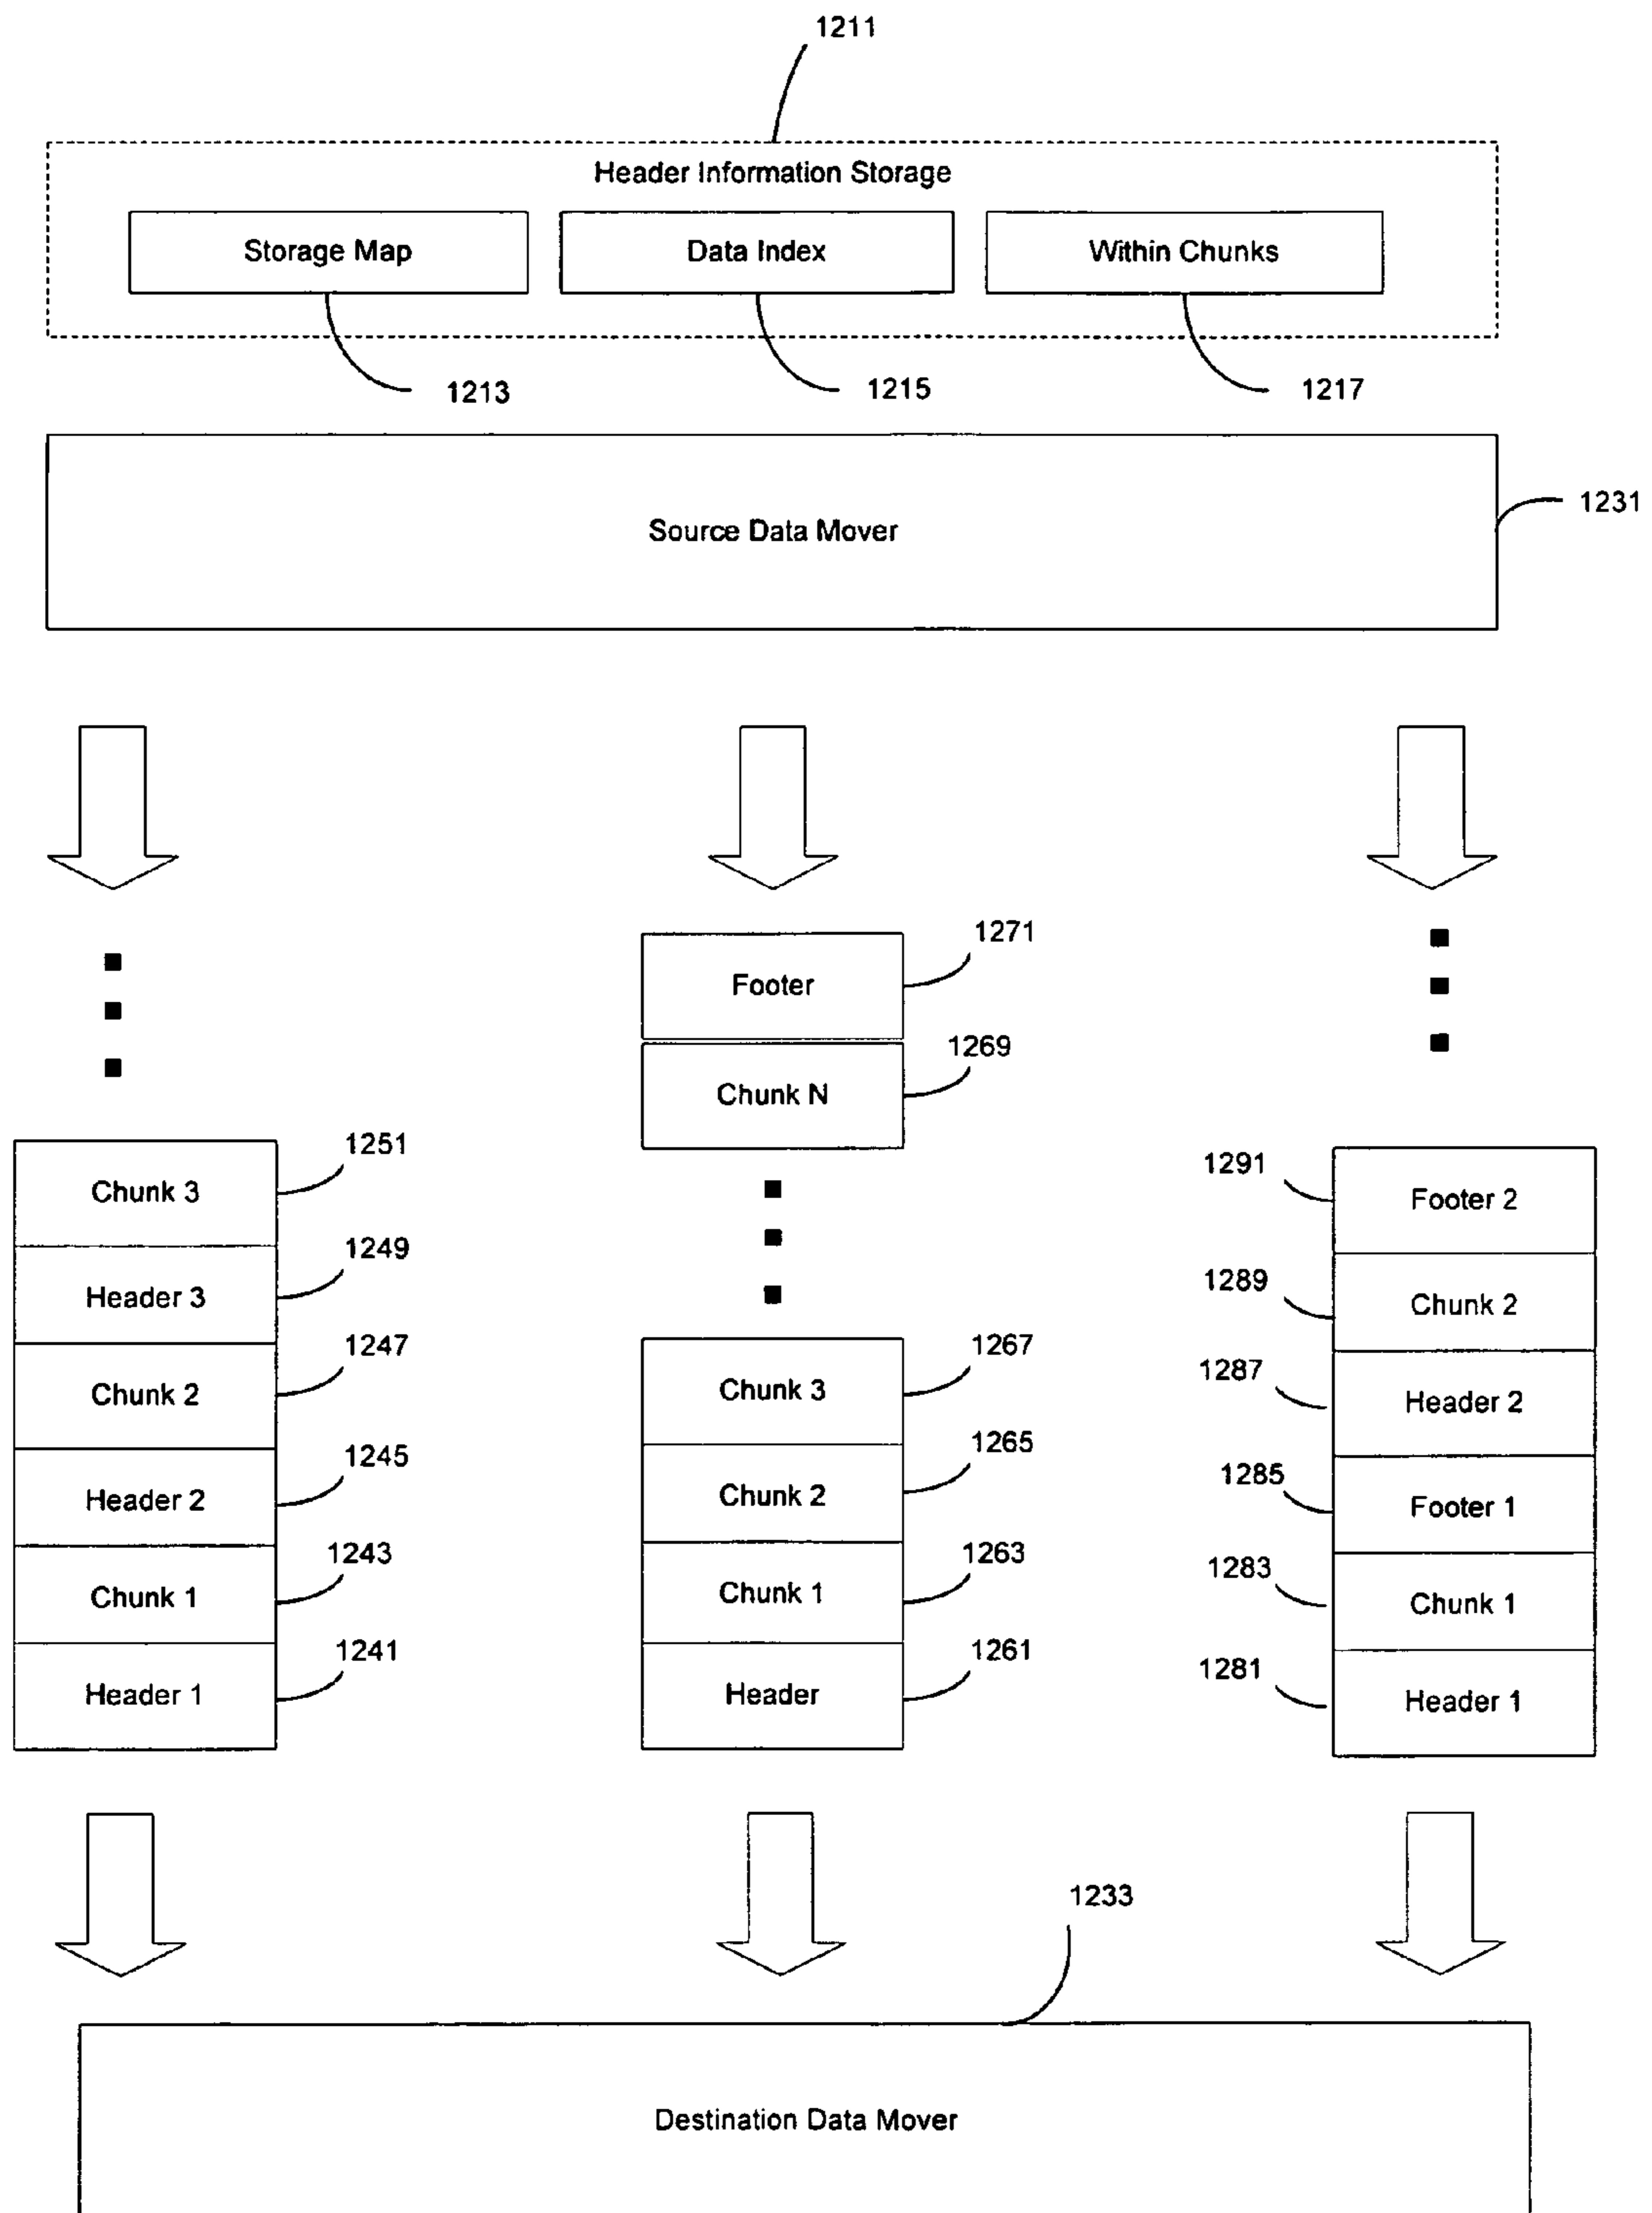 1211
Header Information Storage
Storage Map
Data Index
Within Chunks
1213
1215
1217
Source Data Mover
1231
1271
Footer
1269
Chunk N
1251
Chunk 3
1249
Header 3
1247
Chunk 2
1245
Header 2
1243
Chunk 1
1241
Header 1
1267
Chunk 3
1265
Chunk 2
1263
Chunk 1
1261
Header
1291
Footer 2
1289
Chunk 2
1287
Header 2
1285
Footer 1
1283
Chunk 1
1281
Header 1
1233
Destination Data Mover